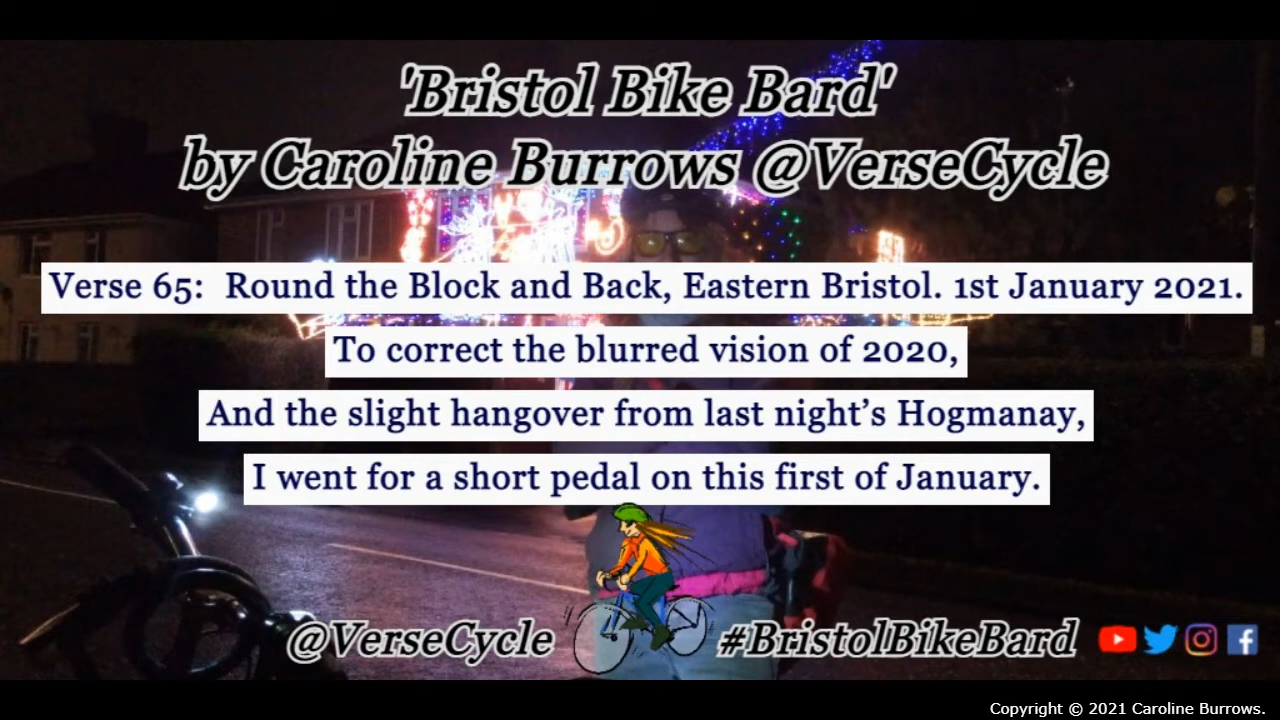 'Bristol Bike Bard'
by Caroline Burrows @VerseCycle
Verse 65:  Round the Block and Back, Eastern Bristol. 1st January 2021.
To correct the blurred vision of 2020,
And the slight hangover from last night’s Hogmanay,
I went for a short pedal on this first of January.
@VerseCycle #BristolBikeBard
Copyright © 2021 Caroline Burrows.